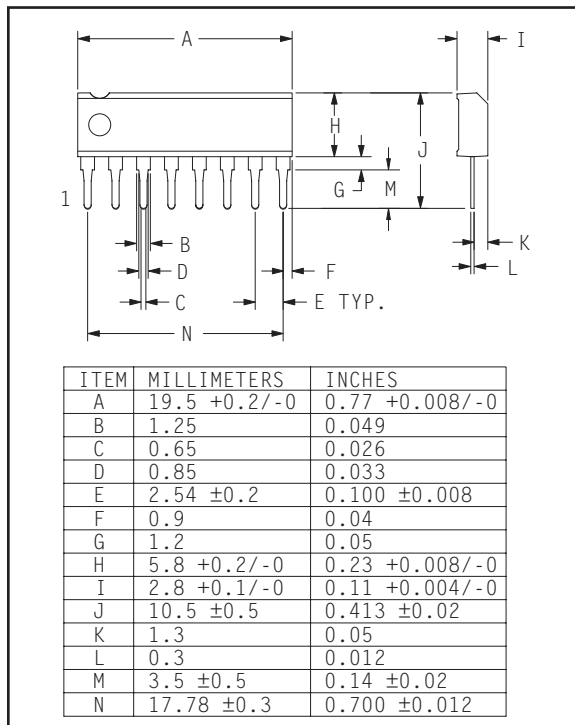 A
I
H
J
G
M
1
B
F
K
D
L
C
E TYP.
N
ITEM MILLIMETERS INCHES
A 19.5 +0.2/-0 0.77 +0.008/-0
B 1.25 0.049
C 0.65 0.026
D 0.85 0.033
E 2.54 ±0.2 0.100 ±0.008
F 0.9 0.04
G 1.2 0.05
H 5.8 +0.2/-0 0.23 +0.008/-0
I 2.8 +0.1/-0 0.11 +0.004/-0
J 10.5 ±0.5 0.413 ±0.02
K 1.3 0.05
L 0.3 0.012
M 3.5 ±0.5 0.14 ±0.02
N 17.78 ±0.3 0.700 ±0.012